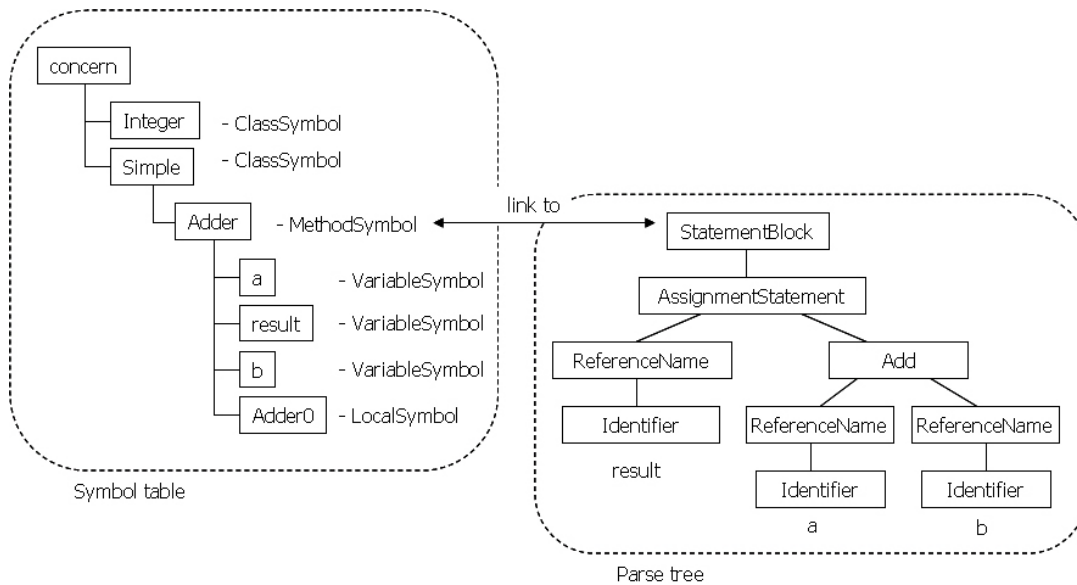 concern
Integer - ClassSymbol
Simple - ClassSymbol
Adder - MethodSymbol
a - VariableSymbol
result - VariableSymbol
b - VariableSymbol
Adder0 - LocalSymbol
Symbol table
link to
StatementBlock
AssignmentStatement
ReferenceName Add
Identifier ReferenceName ReferenceName
result Identifier Identifier
a b
Parse tree